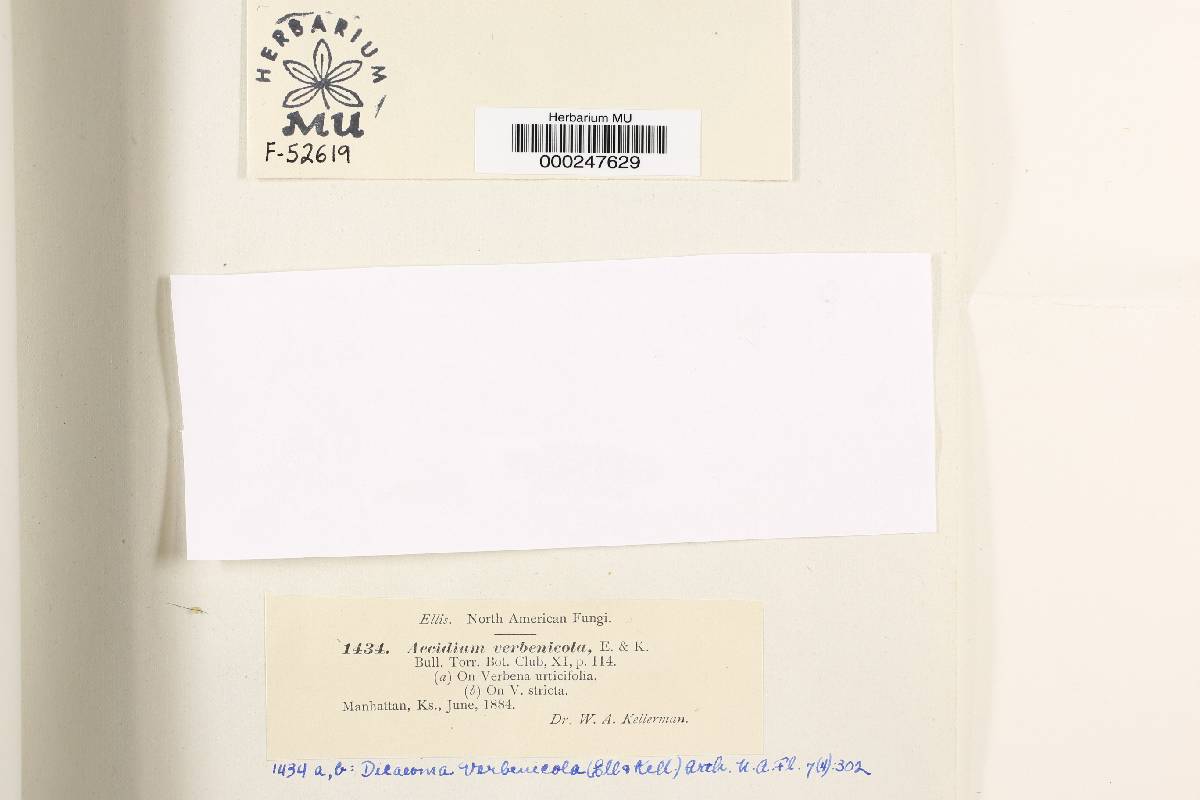 HERBARIUM
MU
F-52619
Herbarium MU
000247629
Ellis. North American Fungi.
1434. Aecidium verbenicola, E. & K.
Bull. Torr. Bot. Club, XI, p. 114.
(a) On Verbena urticifolia.
(b) On V. stricta.
Manhattan, Ks., June, 1884.
Dr. W. A. Kellerman.
1434 a, b: Dicaeoma verbenicola (Ell & Kell) Arth. N. A. Fl. 7(4):302